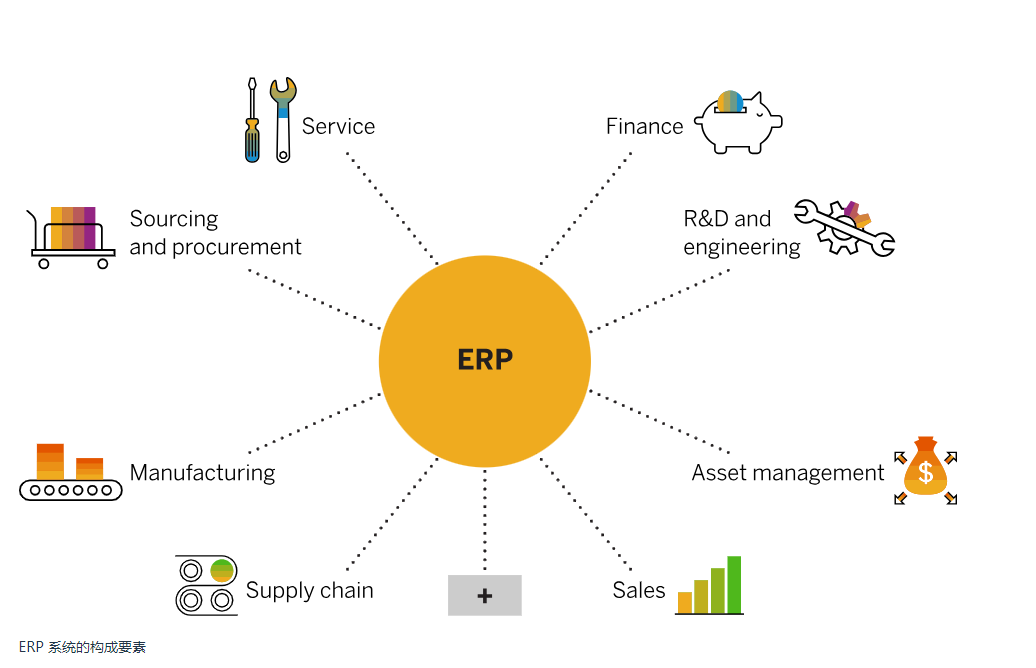 Service
Finance
Sourcing
and procurement
R&D and
engineering
ERP
Manufacturing
Asset management
$
Supply chain
+
Sales
ERP 系统的构成要素